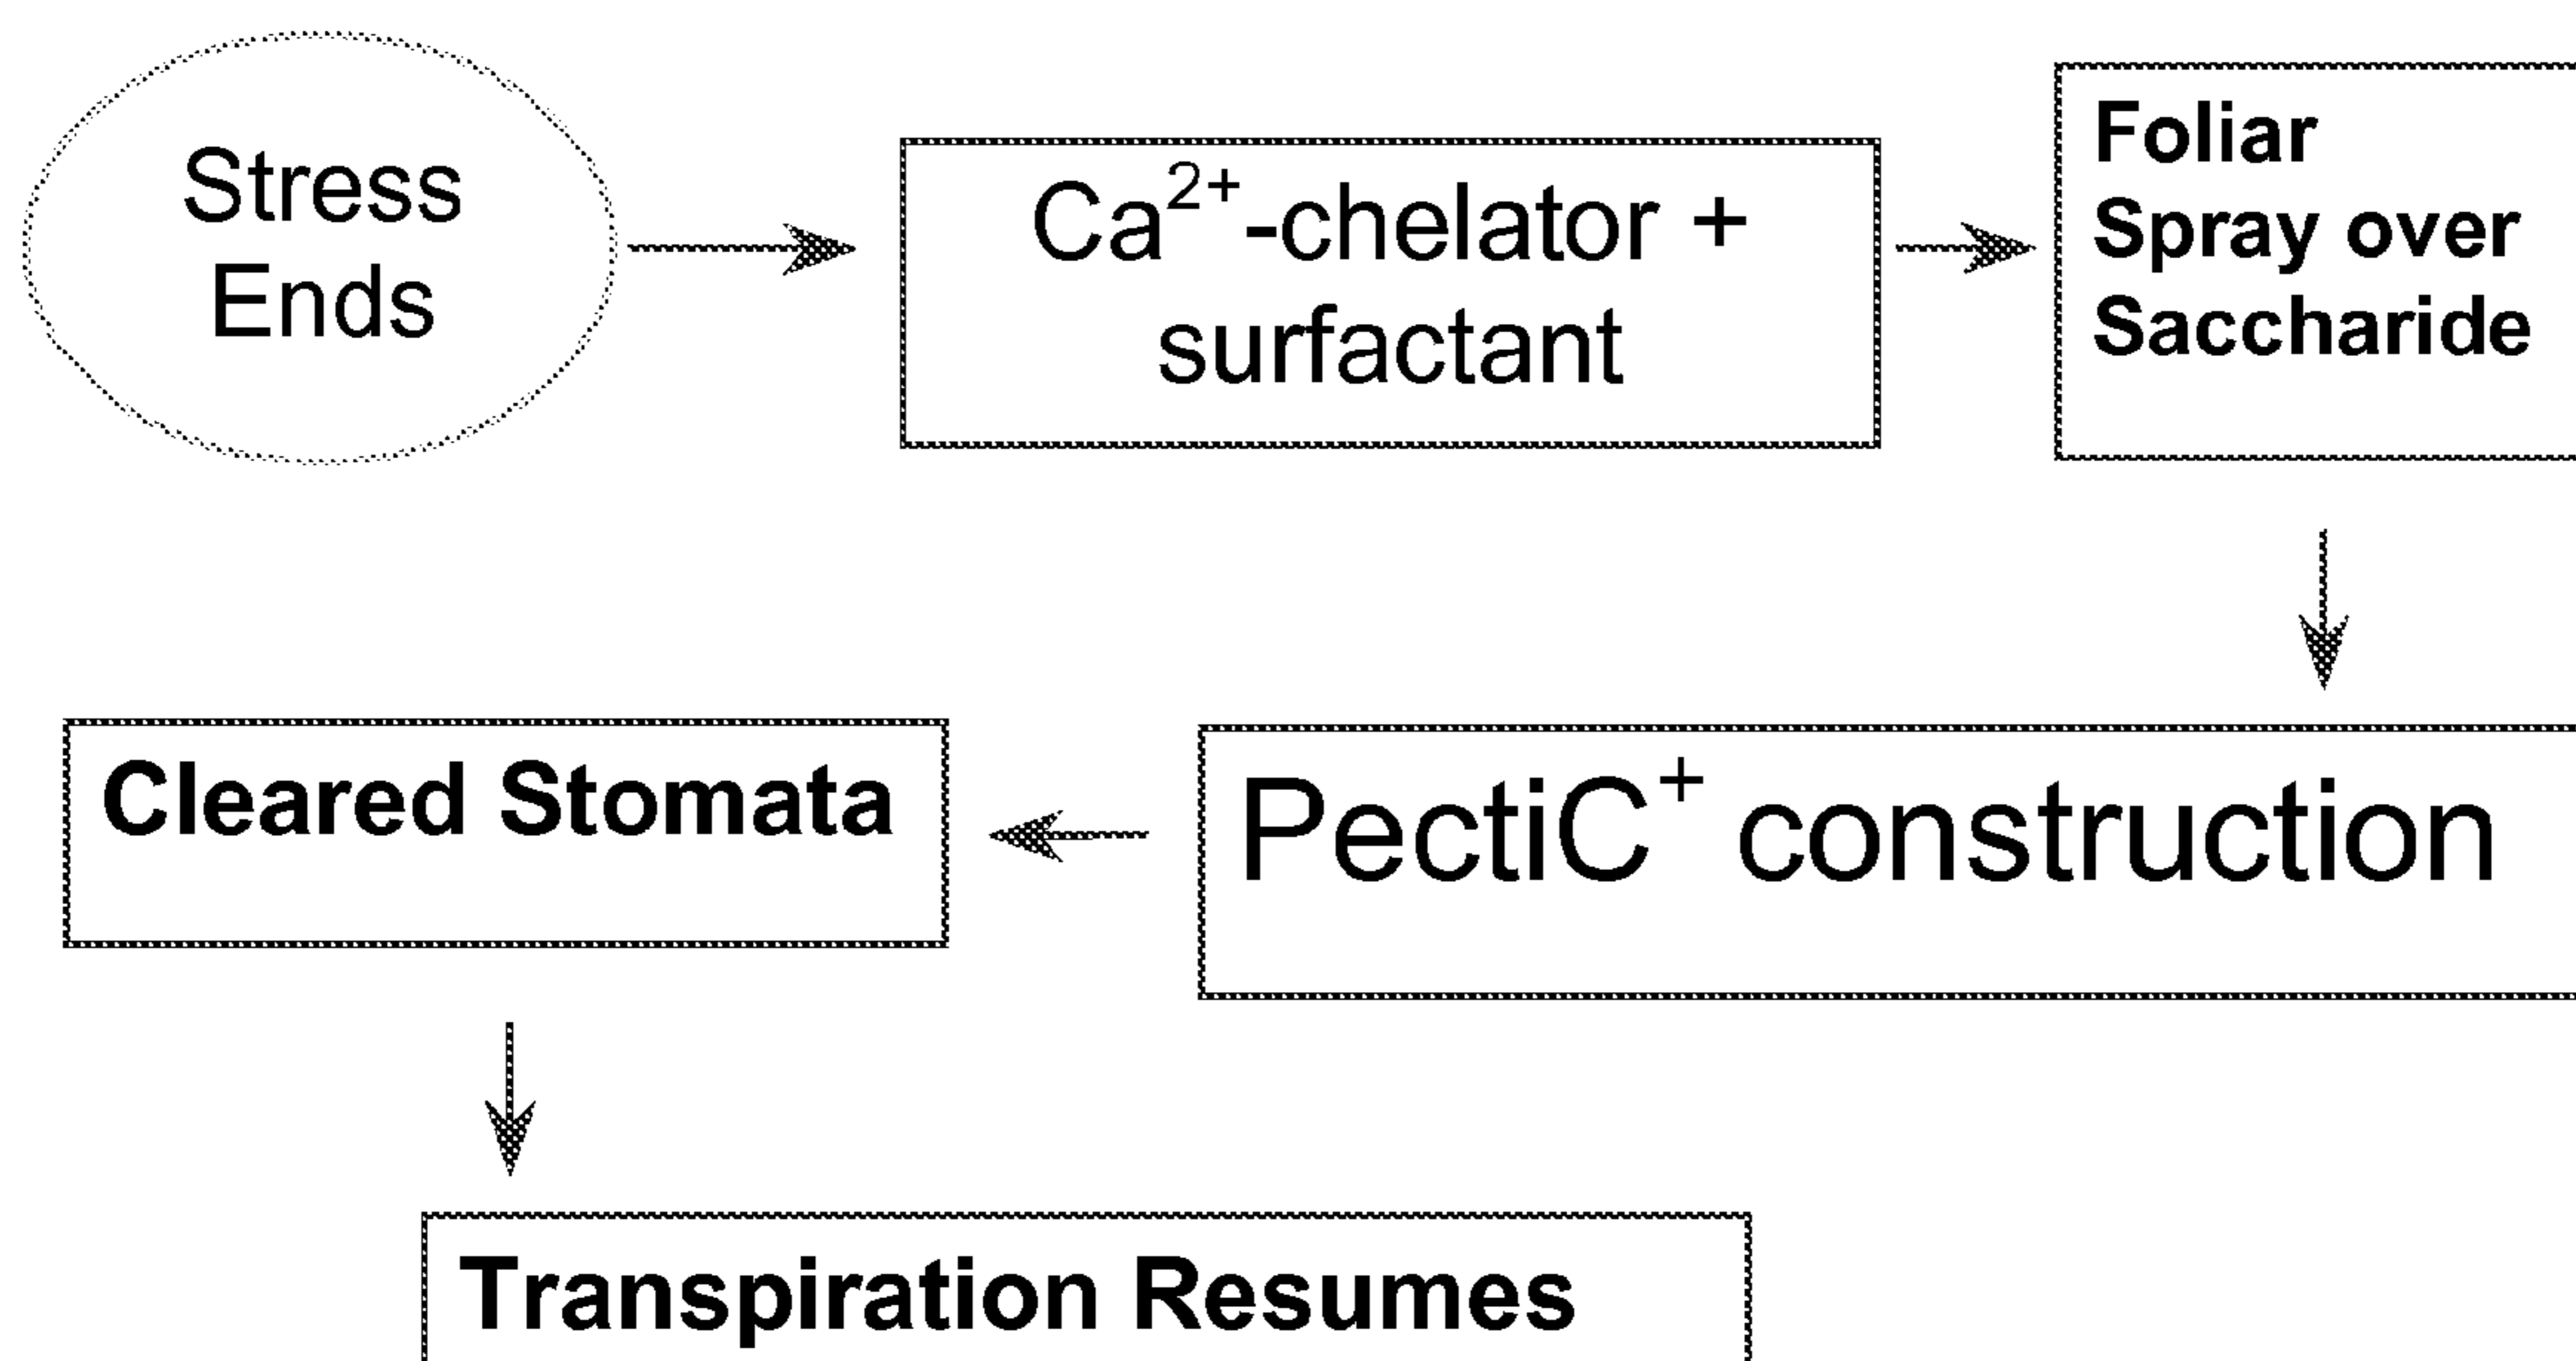 Stress
Ends
Ca²⁺-chelator +
surfactant
Foliar
Spray over
Saccharide
PectiC⁺ construction
Cleared Stomata
Transpiration Resumes